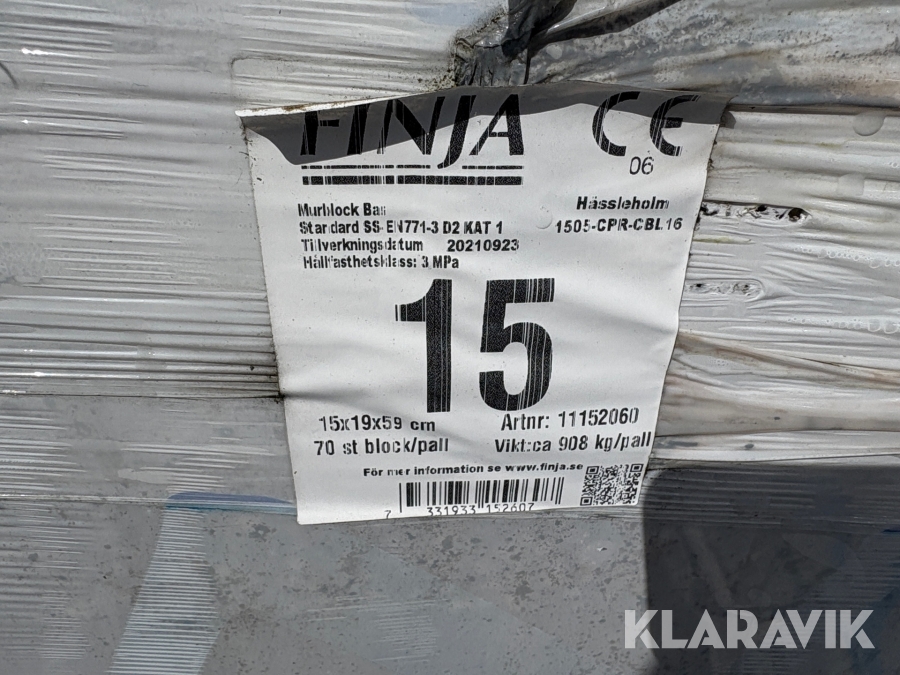 FINJA CE
06
Murblock Bas Hässleholm
Standard SS-EN771-3 D2 KAT 1 1505-CPR-CBL16
Tillverkningsdatum 20210923
Hållfasthetsklass: 3 MPa
15
15x19x59 cm Artnr: 11152060
70 st block/pall Vikt:ca 908 kg/pall
För mer information se www.finja.se
7 331933 152607
KLARAVIK